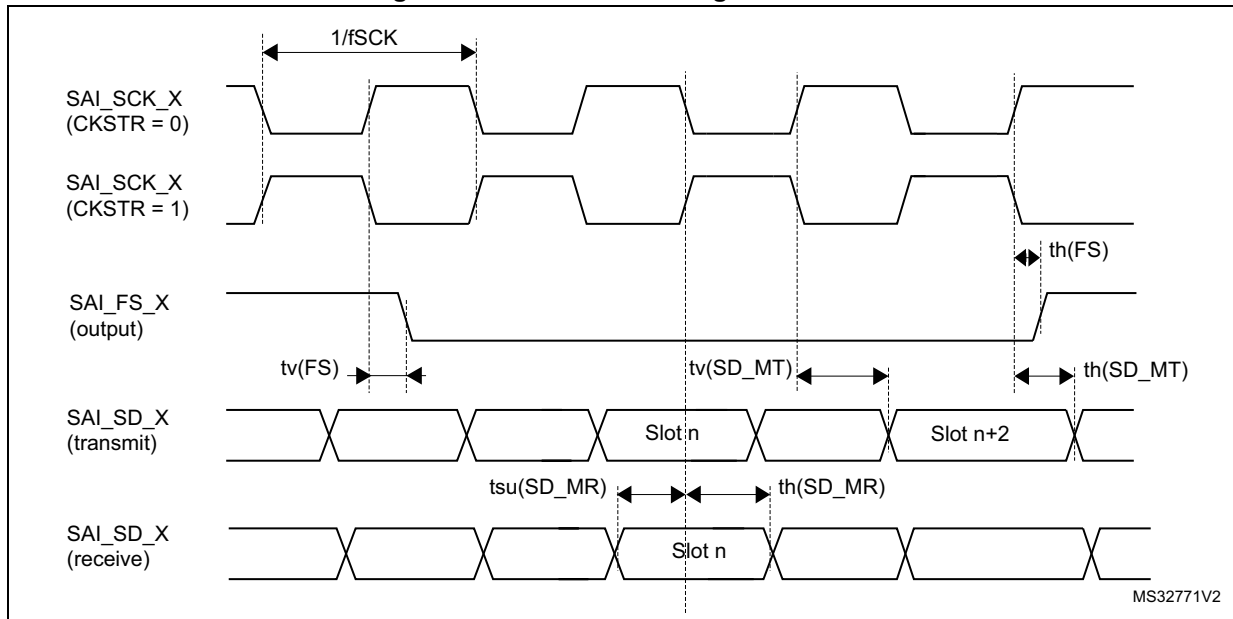 1/fSCK
SAI_SCK_X
(CKSTR = 0)
SAI_SCK_X
(CKSTR = 1)
th(FS)
SAI_FS_X
(output)
tv(FS)
tv(SD_MT)
th(SD_MT)
SAI_SD_X
(transmit)
Slot n
Slot n+2
tsu(SD_MR)
th(SD_MR)
SAI_SD_X
(receive)
Slot n
MS32771V2